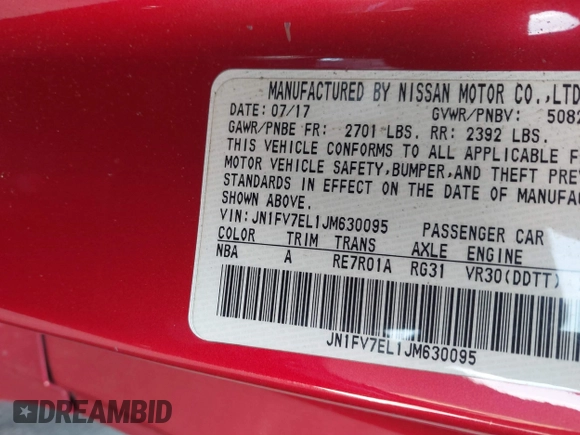 MANUFACTURED BY NISSAN MOTOR CO.,LTD
DATE: 07/17 GVWR/PNBV: 5082
GAWR/PNBE FR: 2701 LBS. RR: 2392 LBS.
THIS VEHICLE CONFORMS TO ALL APPLICABLE F
MOTOR VEHICLE SAFETY,BUMPER,AND THEFT PREV
STANDARDS IN EFFECT ON THE DATE OF MANUFAC
SHOWN ABOVE.
VIN:JN1FV7EL1JM630095 PASSENGER CAR
COLOR TRIM TRANS AXLE ENGINE
NBA A RE7R01A RG31 VR30(DDTT)
JN1FV7EL1JM630095
DREAMBID